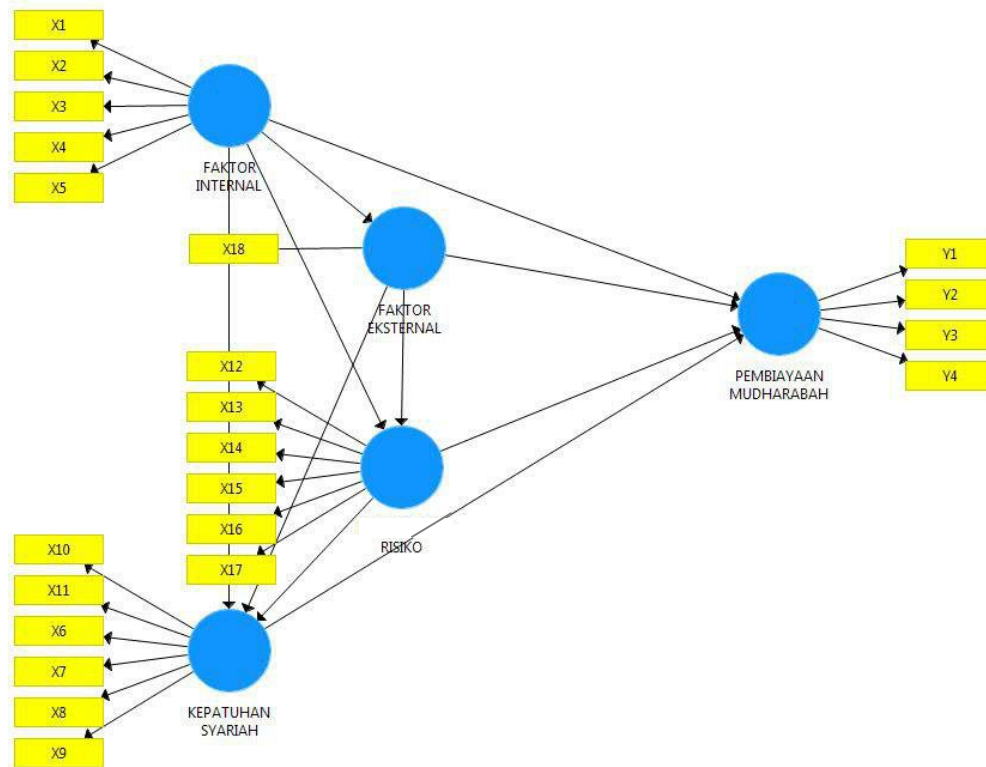 X1
X2
X3
X4
X5
FAKTOR
INTERNAL
X18
FAKTOR
EKSTERNAL
Y1
Y2
Y3
Y4
PEMBIAYAAN
MUDHARABAH
X12
X13
X14
X15
X16
X17
RISIKO
X10
X11
X6
X7
X8
X9
KEPATUHAN
SYARIAH